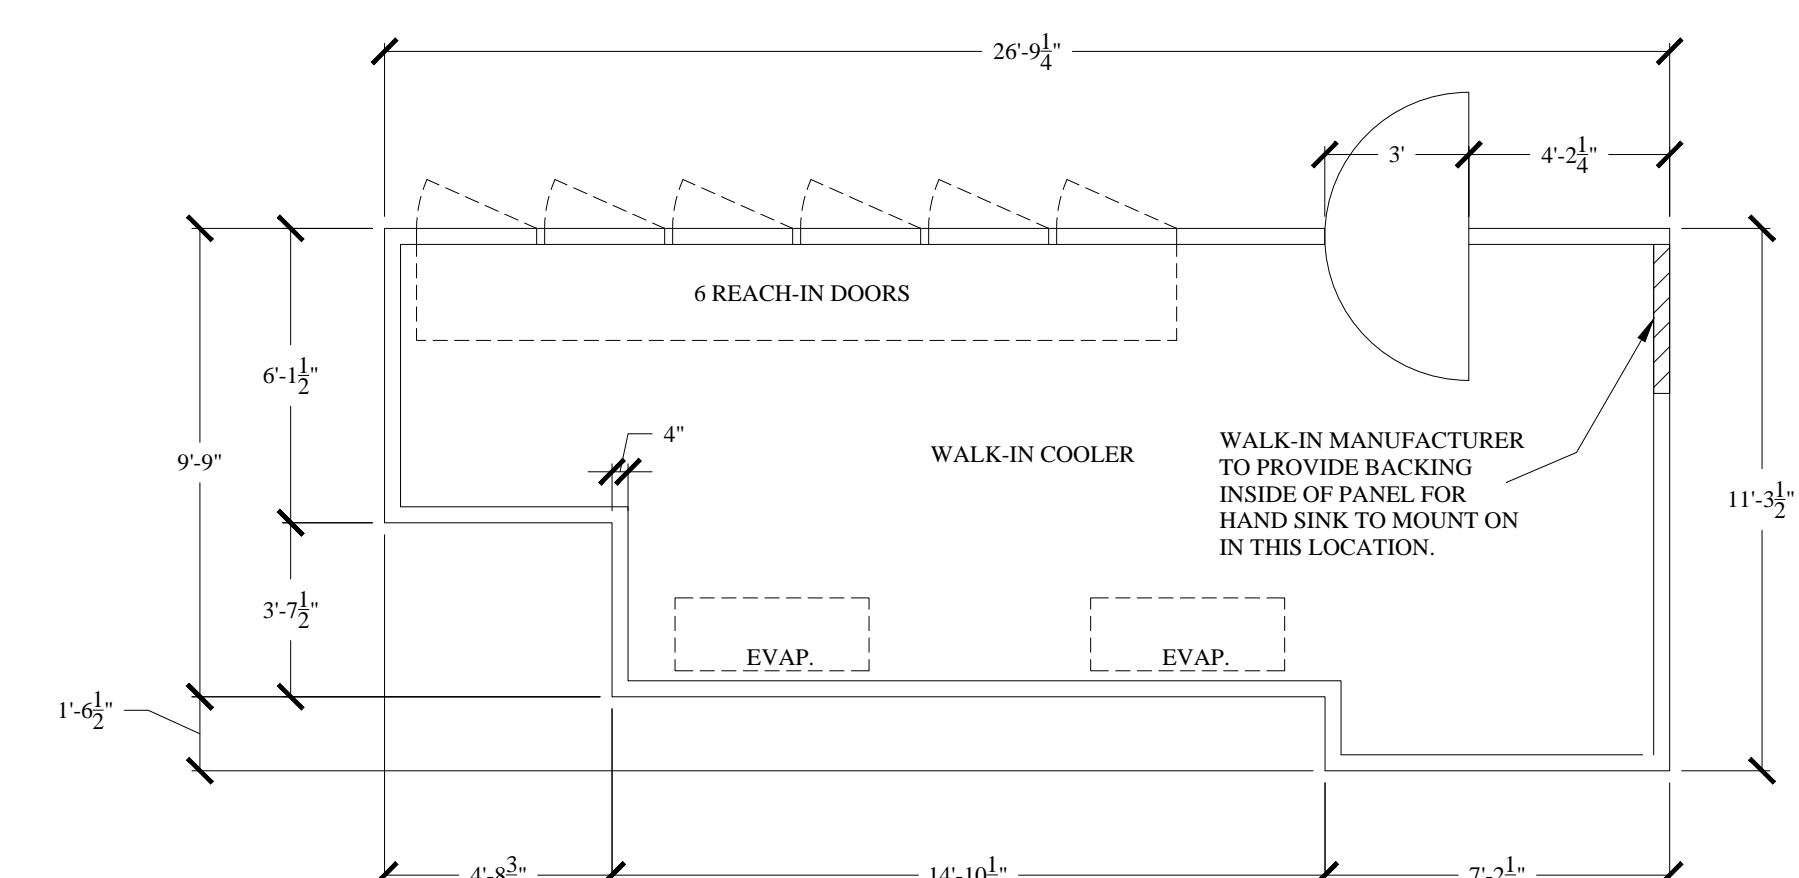 26'-9 1/4"
3'
4'-2 1/4"
6 REACH-IN DOORS
6'-1 1/2"
4"
WALK-IN COOLER
WALK-IN MANUFACTURER
TO PROVIDE BACKING
INSIDE OF PANEL FOR
HAND SINK TO MOUNT ON
IN THIS LOCATION.
9'-9"
11'-3 1/2"
3'-7 1/2"
EVAP.
EVAP.
1'-6 1/2"